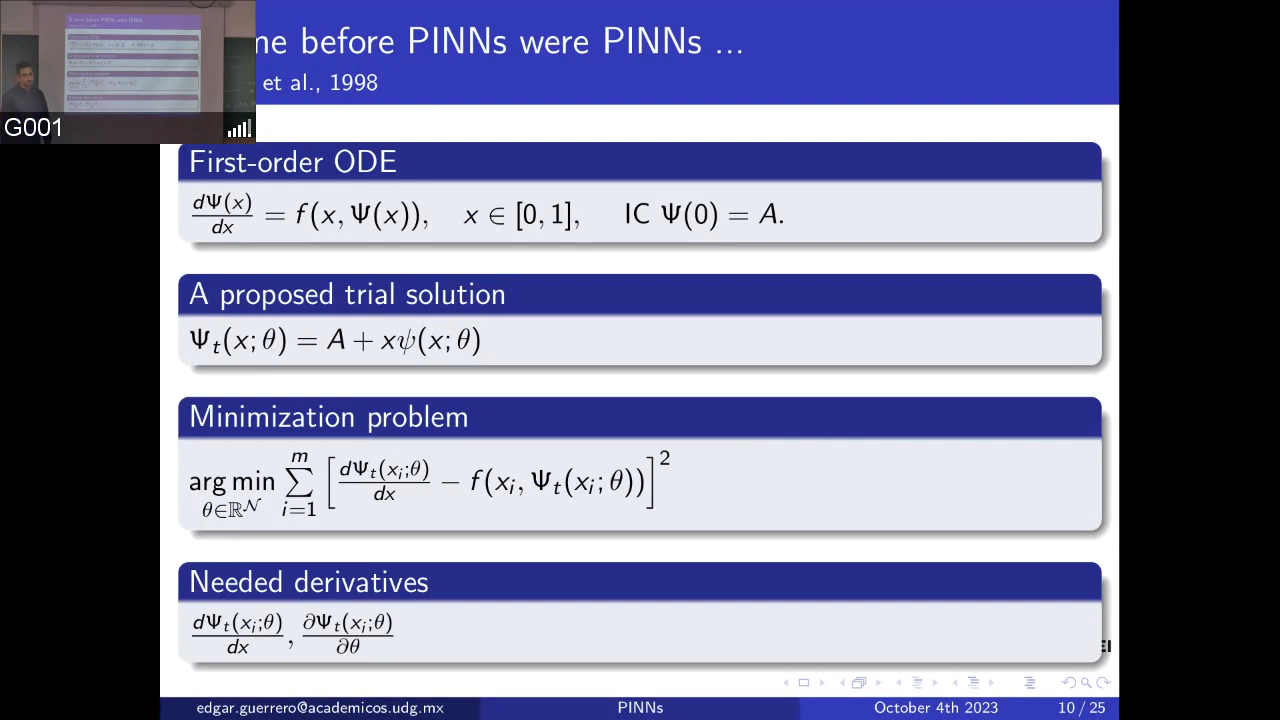 me before PINNs were PINNs ...
et al., 1998
G001
First-order ODE
dΨ(x)/dx = f(x, Ψ(x)), x ∈ [0, 1], IC Ψ(0) = A.
A proposed trial solution
Ψ_t(x; θ) = A + xψ(x; θ)
Minimization problem
arg min_{θ∈ℝ^𝒩} ∑_{i=1}^{m} [dΨ_t(x_i;θ)/dx − f(x_i, Ψ_t(x_i; θ))]^2
Needed derivatives
dΨ_t(x_i;θ)/dx, ∂Ψ_t(x_i;θ)/∂θ
edgar.guerrero@academicos.udg.mx PINNs October 4th 2023 10 / 25